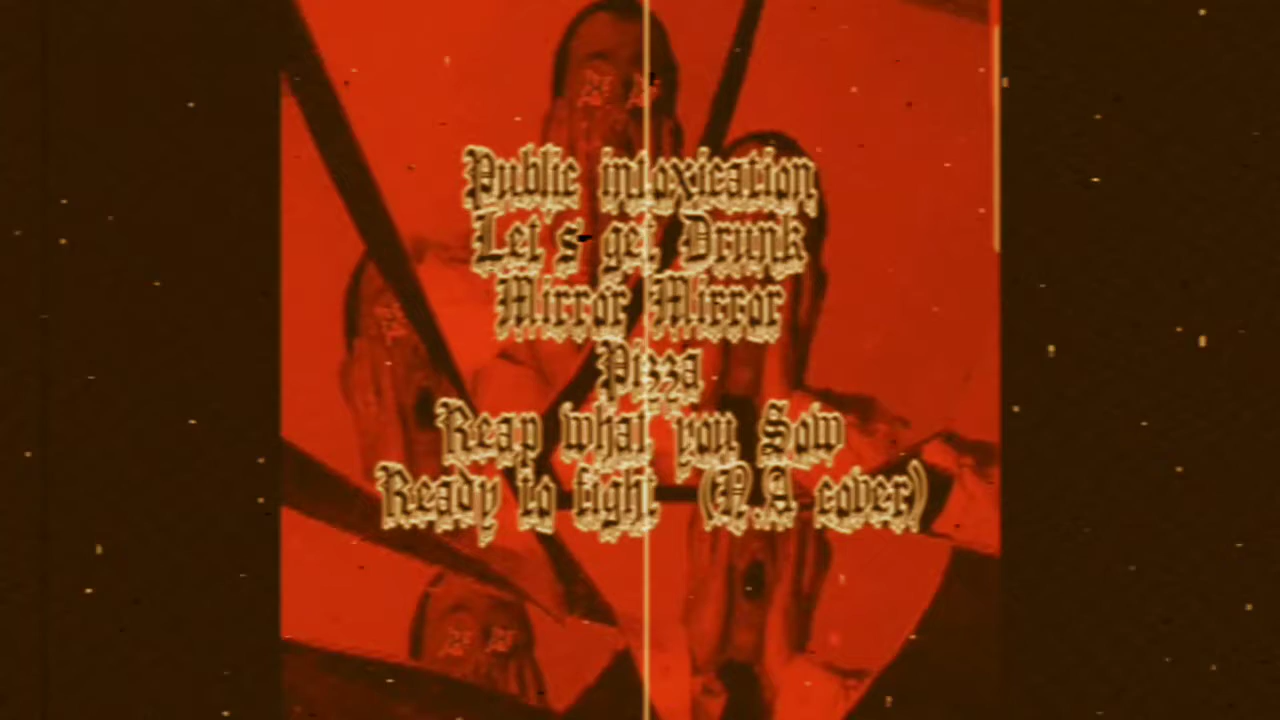 Public intoxication
Let's get Drunk
Mirror Mirror
Pizza
Reap what you Sow
Ready to fight (N.A cover)